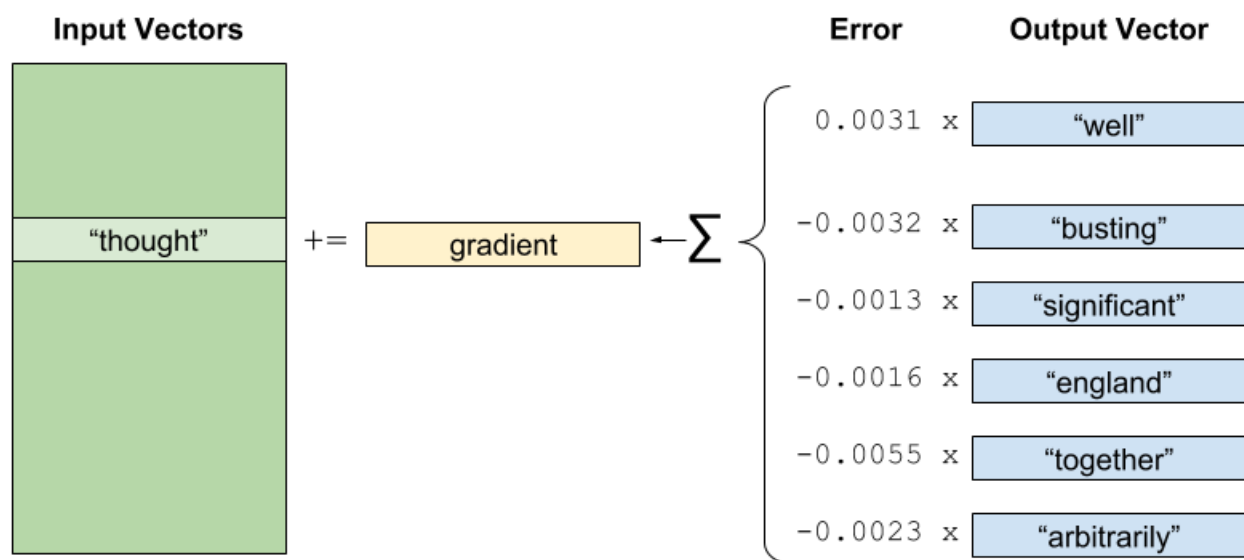 Input Vectors
Error Output Vector
0.0031 x “well”
“thought” += gradient ← ∑
-0.0032 x “busting”
-0.0013 x “significant”
-0.0016 x “england”
-0.0055 x “together”
-0.0023 x “arbitrarily”